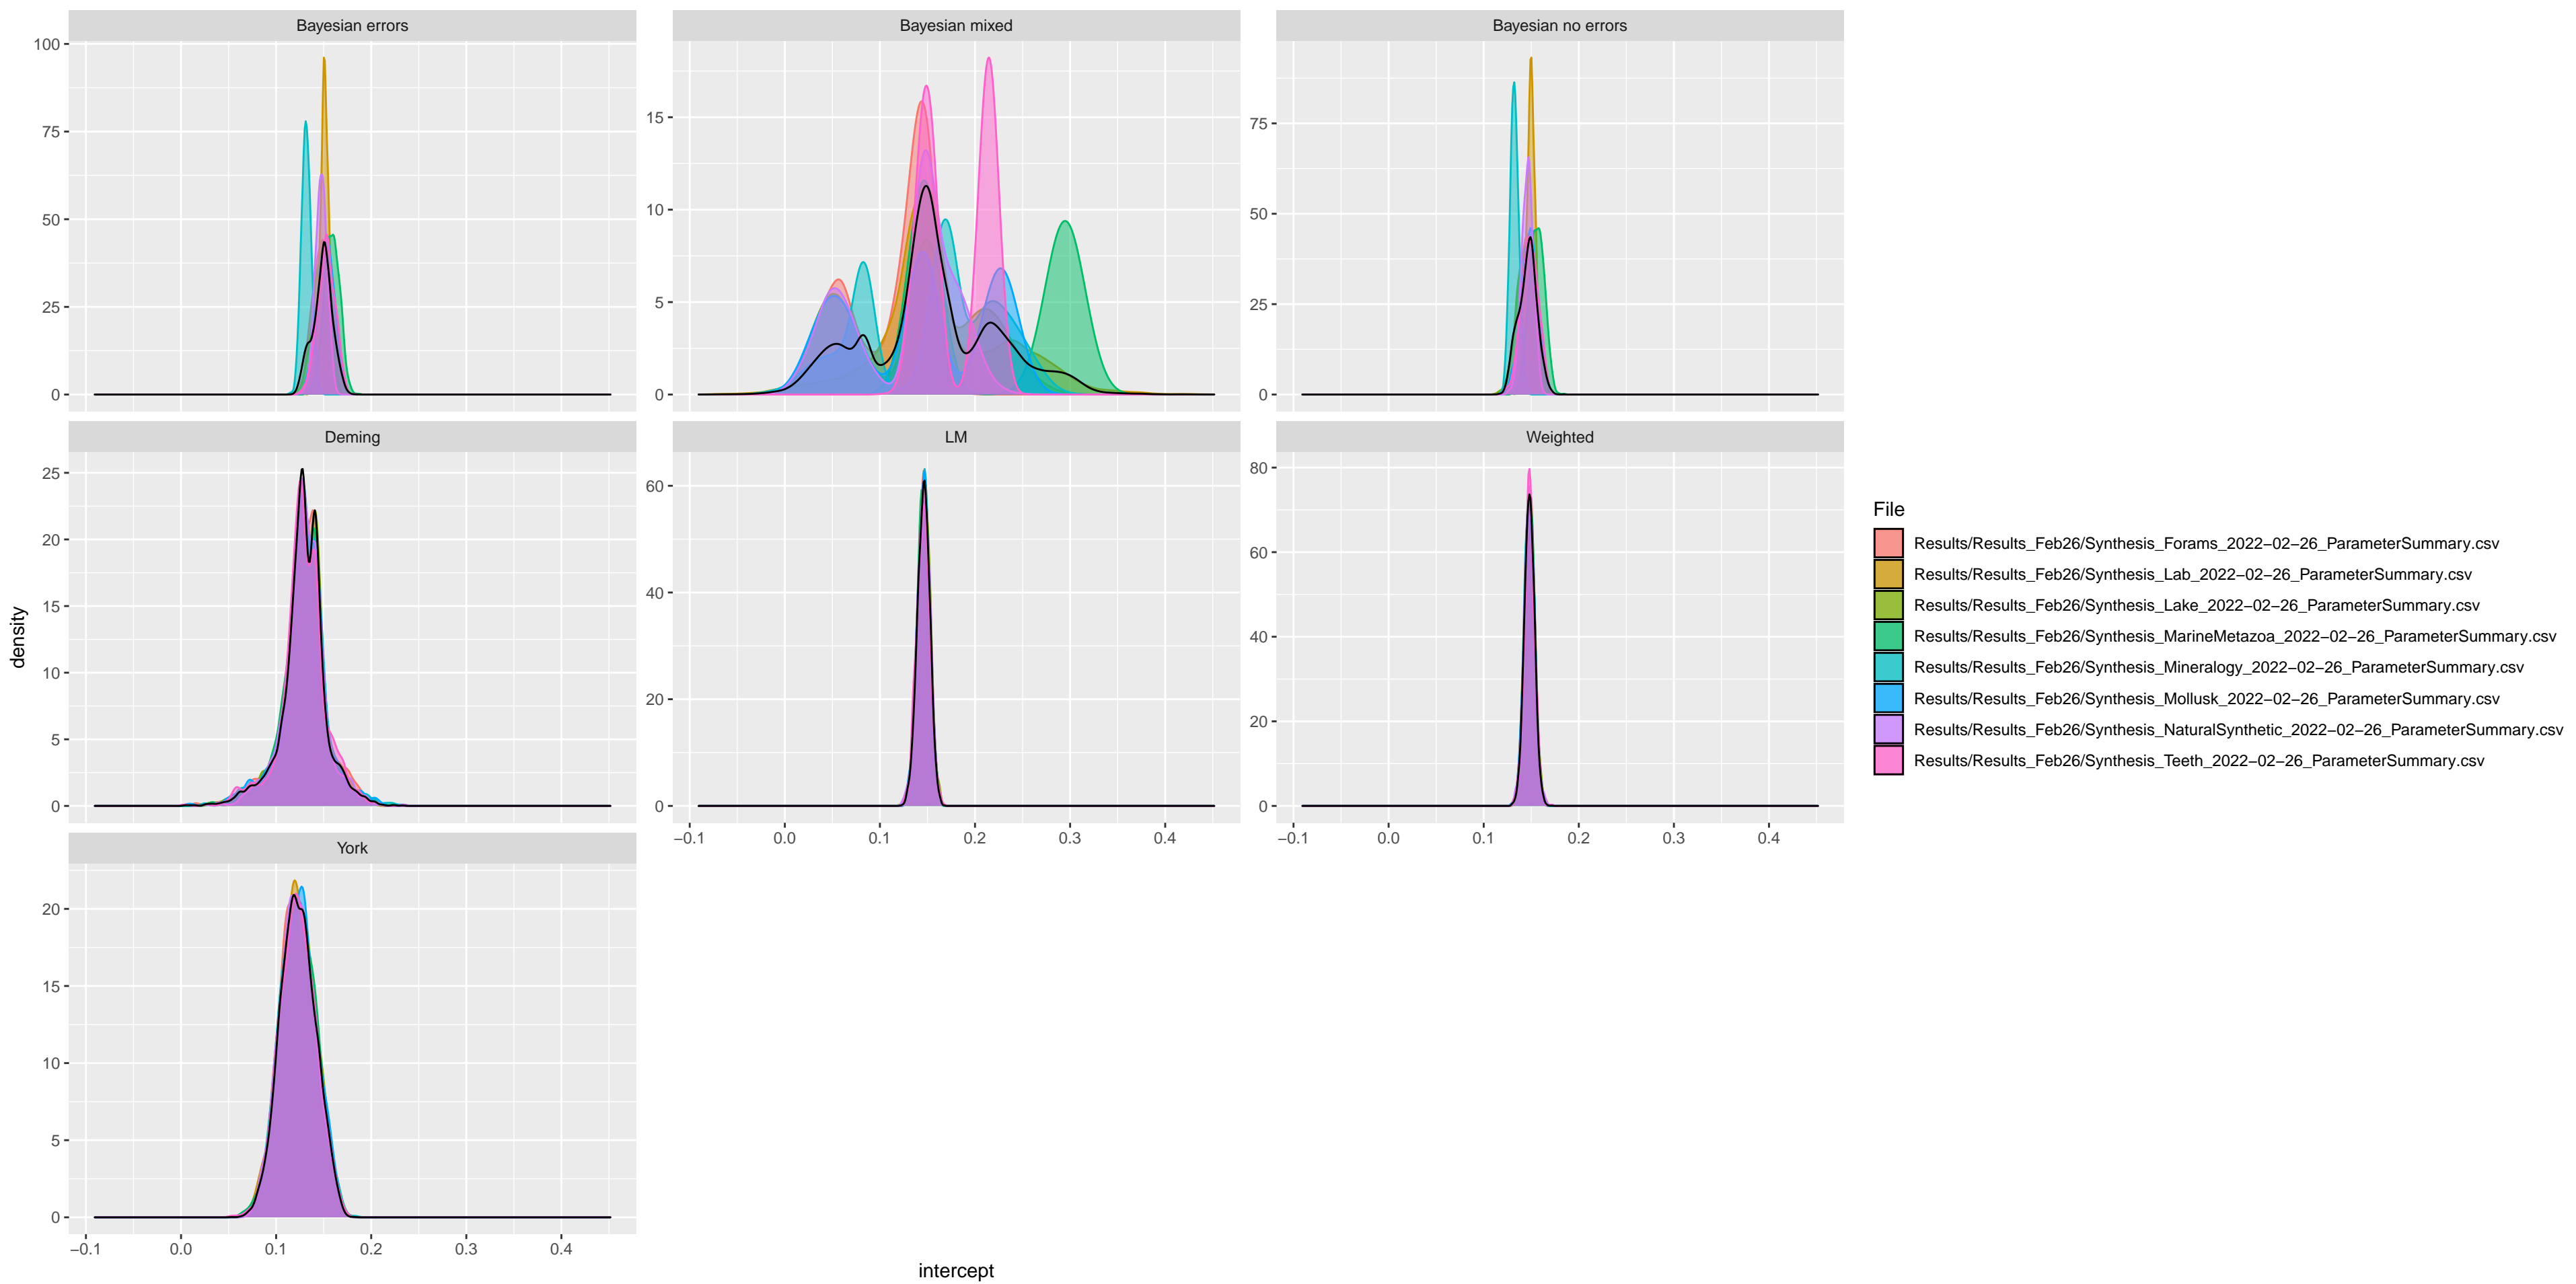 Bayesian errors
Bayesian mixed
Bayesian no errors
100
75
50
25
0
15
10
5
0
75
50
25
0
Deming
LM
Weighted
25
20
15
10
5
0
60
40
20
0
80
60
40
20
0
−0.1 0.0 0.1 0.2 0.3 0.4
−0.1 0.0 0.1 0.2 0.3 0.4
York
20
15
10
5
0
−0.1 0.0 0.1 0.2 0.3 0.4
density
intercept
File
Results/Results_Feb26/Synthesis_Forams_2022−02−26_ParameterSummary.csv
Results/Results_Feb26/Synthesis_Lab_2022−02−26_ParameterSummary.csv
Results/Results_Feb26/Synthesis_Lake_2022−02−26_ParameterSummary.csv
Results/Results_Feb26/Synthesis_MarineMetazoa_2022−02−26_ParameterSummary.csv
Results/Results_Feb26/Synthesis_Mineralogy_2022−02−26_ParameterSummary.csv
Results/Results_Feb26/Synthesis_Mollusk_2022−02−26_ParameterSummary.csv
Results/Results_Feb26/Synthesis_NaturalSynthetic_2022−02−26_ParameterSummary.csv
Results/Results_Feb26/Synthesis_Teeth_2022−02−26_ParameterSummary.csv